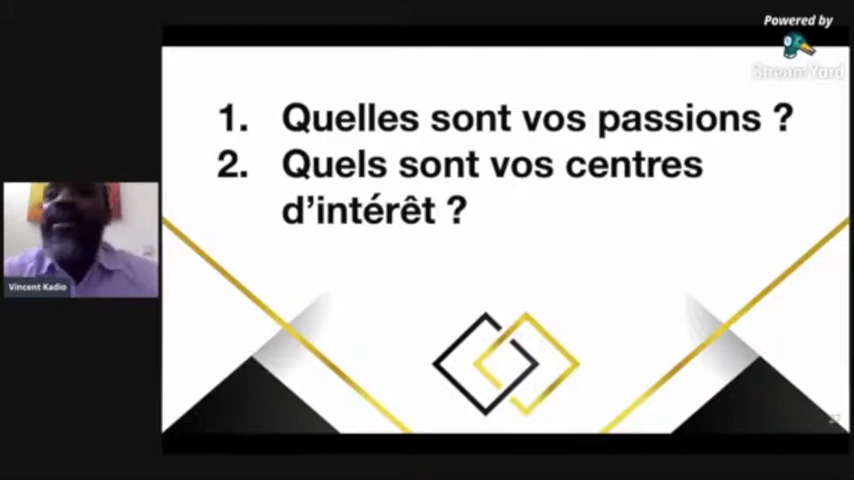 Powered by
StreamYard
1. Quelles sont vos passions ?
2. Quels sont vos centres
d’intérêt ?
Vincent Kadio